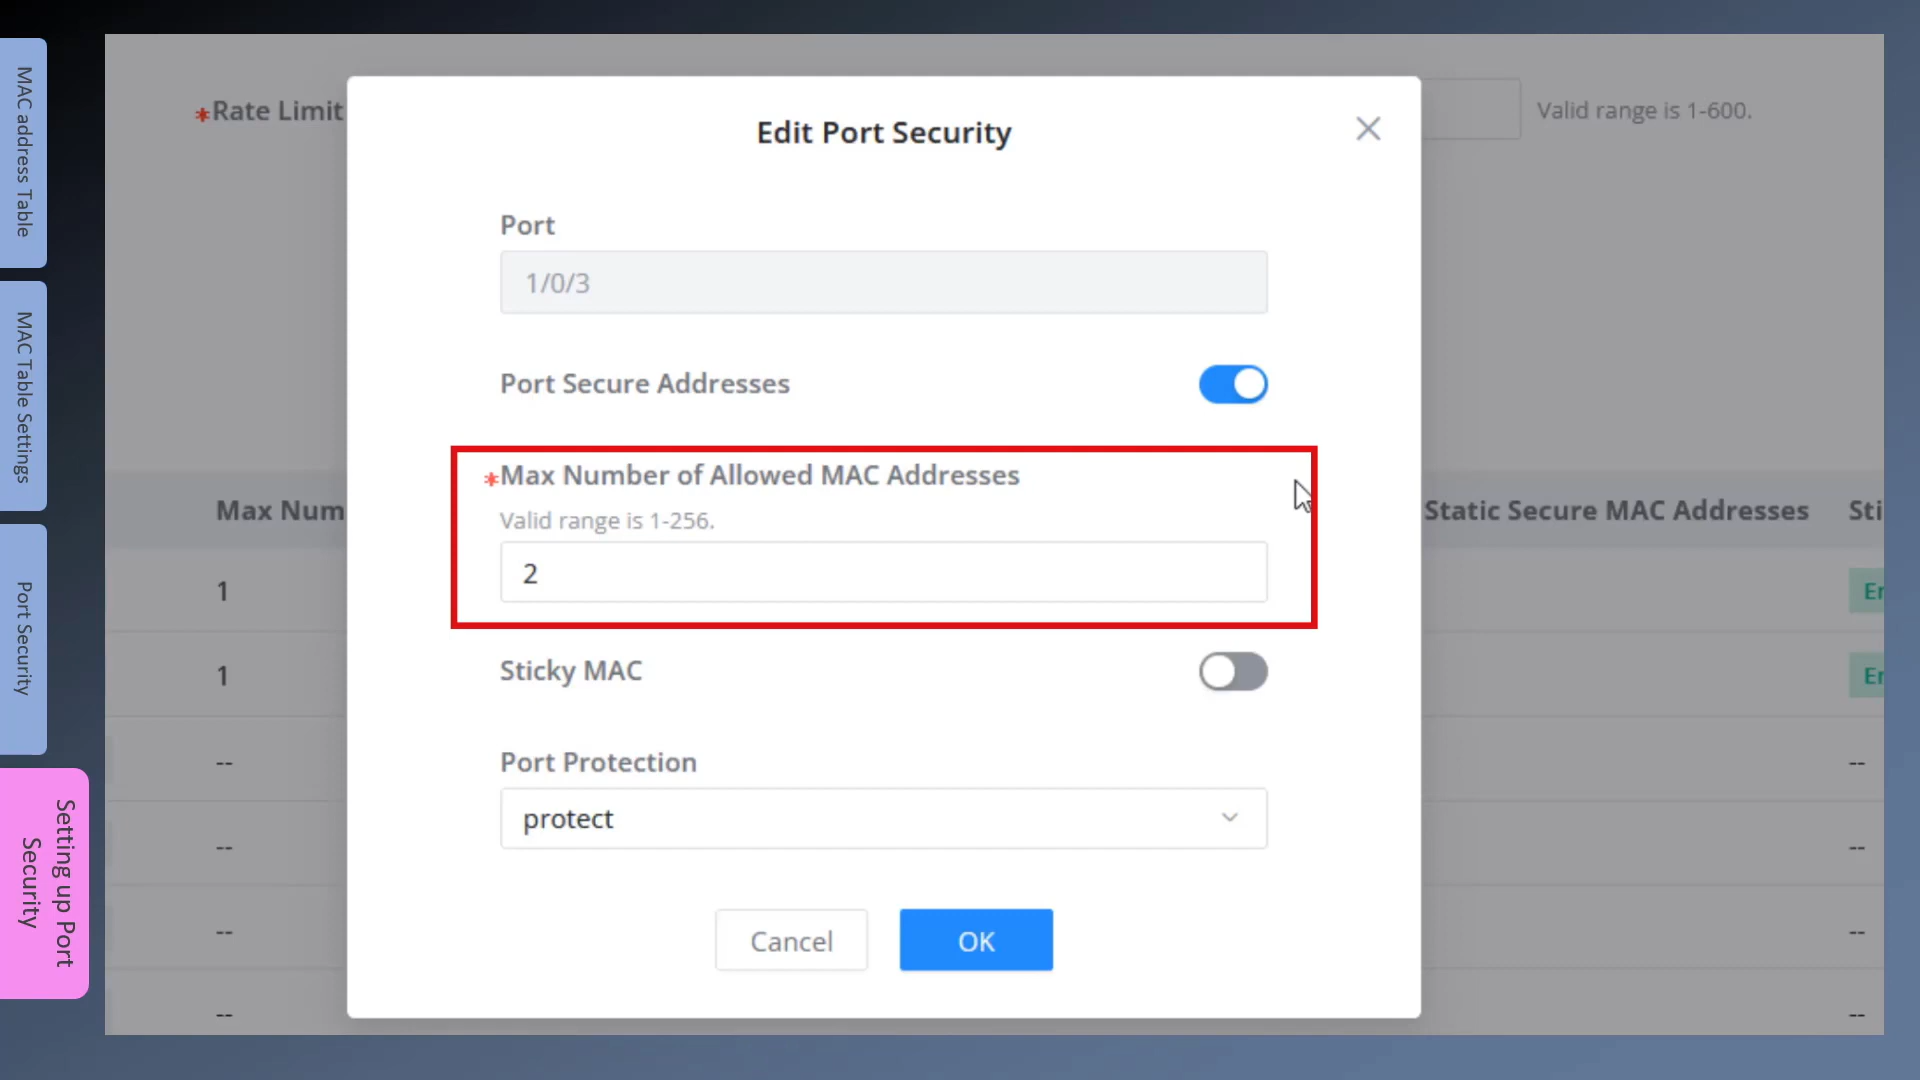 MAC address Table
MAC Table Settings
Port Security
Setting up Port
Security
*Rate Limit
Valid range is 1-600.
Edit Port Security
Port
1/0/3
Port Secure Addresses
*Max Number of Allowed MAC Addresses
Valid range is 1-256.
2
Sticky MAC
Port Protection
protect
Cancel
OK
Max Num
Static Secure MAC Addresses
Sti
1
En
1
En
--
--
--
--
--
--
--
--